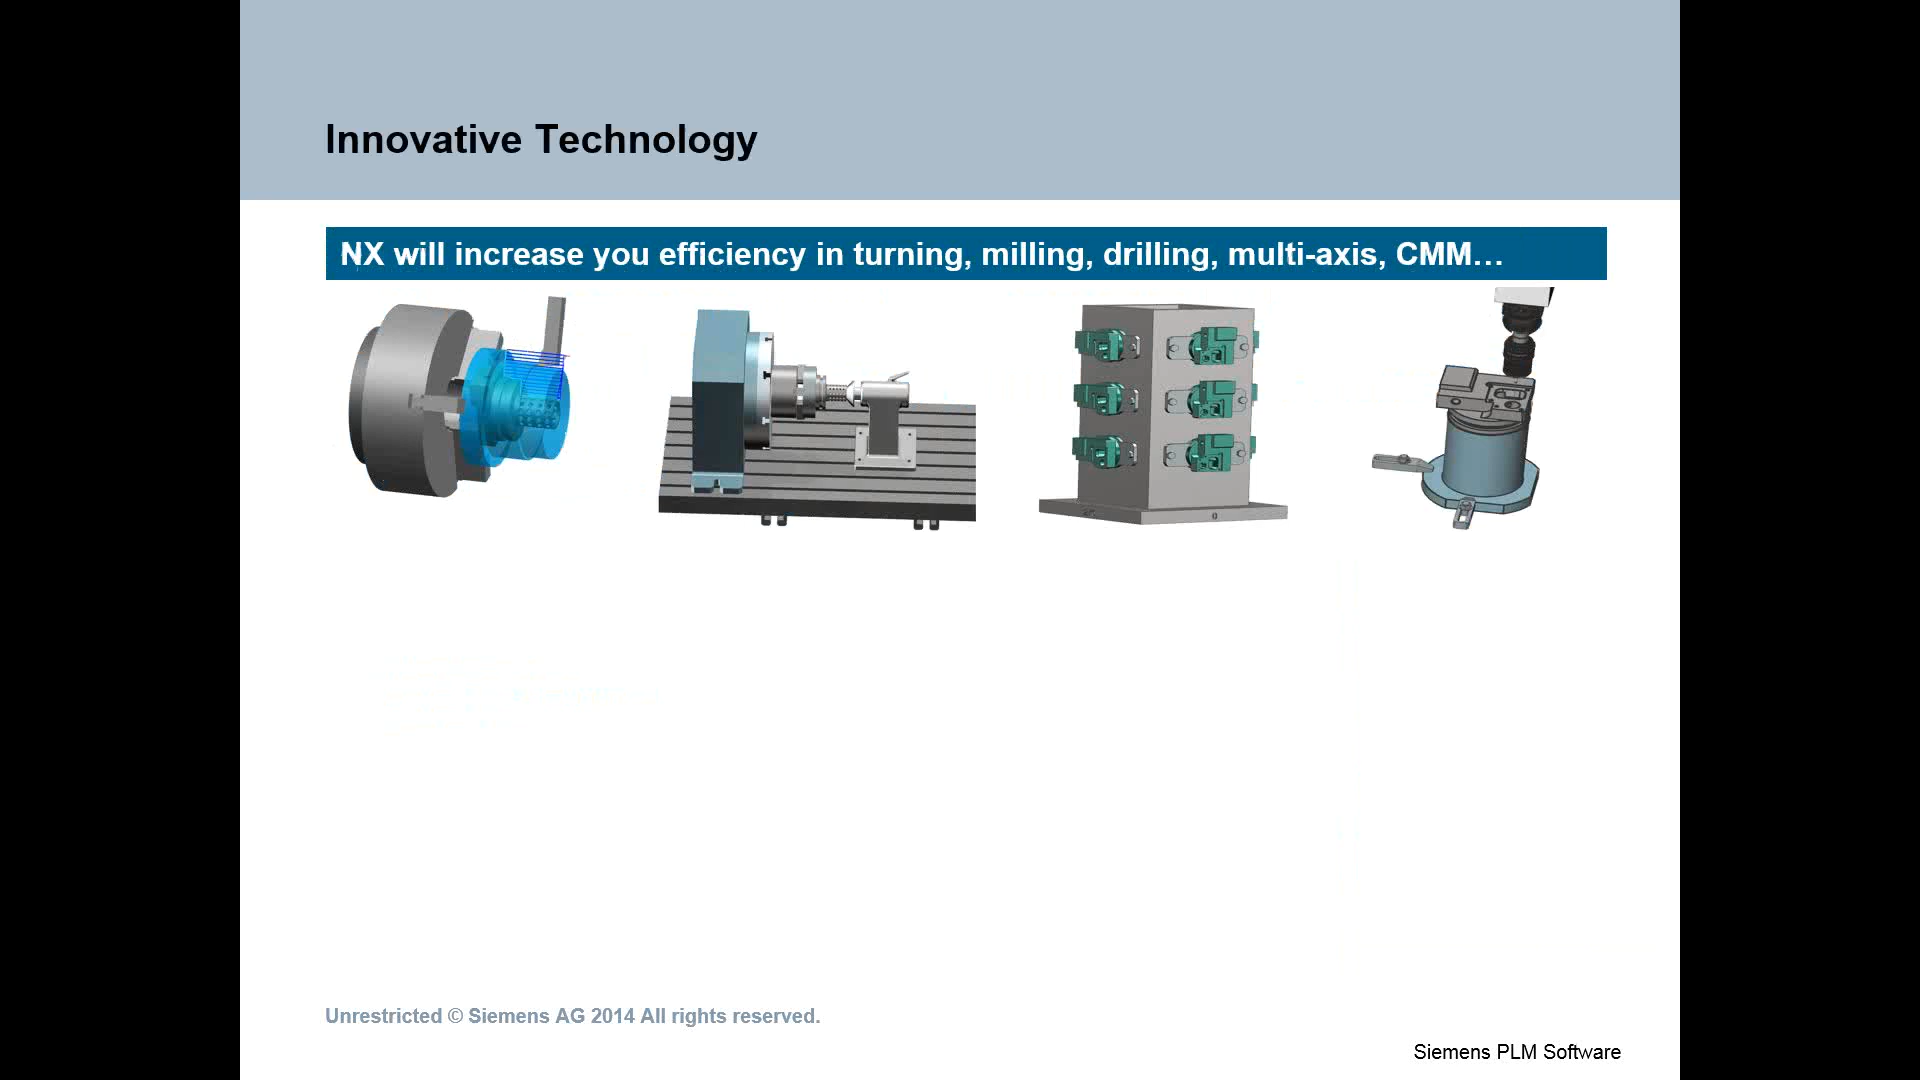 Innovative Technology
NX will increase you efficiency in turning, milling, drilling, multi-axis, CMM…
Unrestricted © Siemens AG 2014 All rights reserved.
Siemens PLM Software